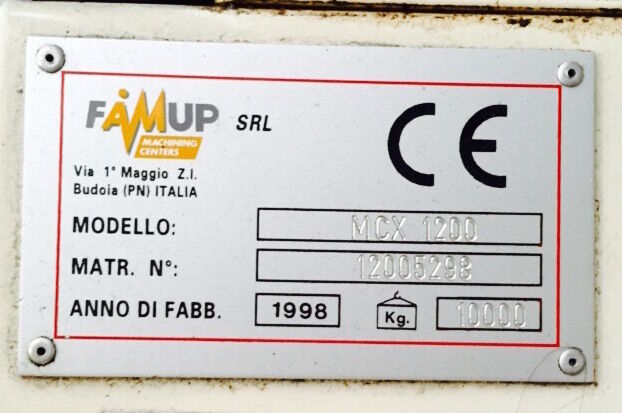 FAMUP SRL
MACHINING
CENTERS
CE
Via 1° Maggio Z.I.
Budoia (PN) ITALIA
MODELLO: MCX 1200
MATR. N°: 12005298
ANNO DI FABB. 1998 Kg. 10000